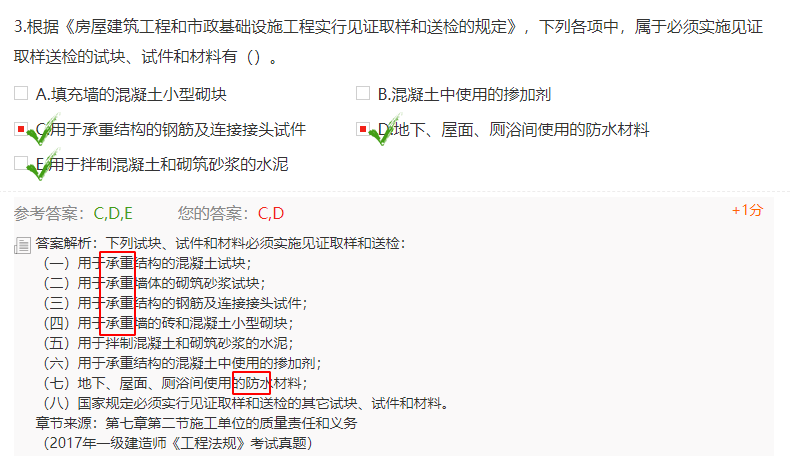 3.根据《房屋建筑工程和市政基础设施工程实行见证取样和送检的规定》，下列各项中，属于必须实施见证
取样送检的试块、试件和材料有（）。
A.填充墙的混凝土小型砌块
B.混凝土中使用的掺加剂
C.用于承重结构的钢筋及连接接头试件
D.地下、屋面、厕浴间使用的防水材料
E.用于拌制混凝土和砌筑砂浆的水泥
参考答案：C,D,E 您的答案：C,D +1分
答案解析：下列试块、试件和材料必须实施见证取样和送检：
（一）用于承重结构的混凝土试块；
（二）用于承重墙体的砌筑砂浆试块；
（三）用于承重结构的钢筋及连接接头试件；
（四）用于承重墙的砖和混凝土小型砌块；
（五）用于拌制混凝土和砌筑砂浆的水泥；
（六）用于承重结构的混凝土中使用的掺加剂；
（七）地下、屋面、厕浴间使用的防水材料；
（八）国家规定必须实行见证取样和送检的其它试块、试件和材料。
章节来源：第七章第二节施工单位的质量责任和义务
（2017年一级建造师《工程法规》考试真题）